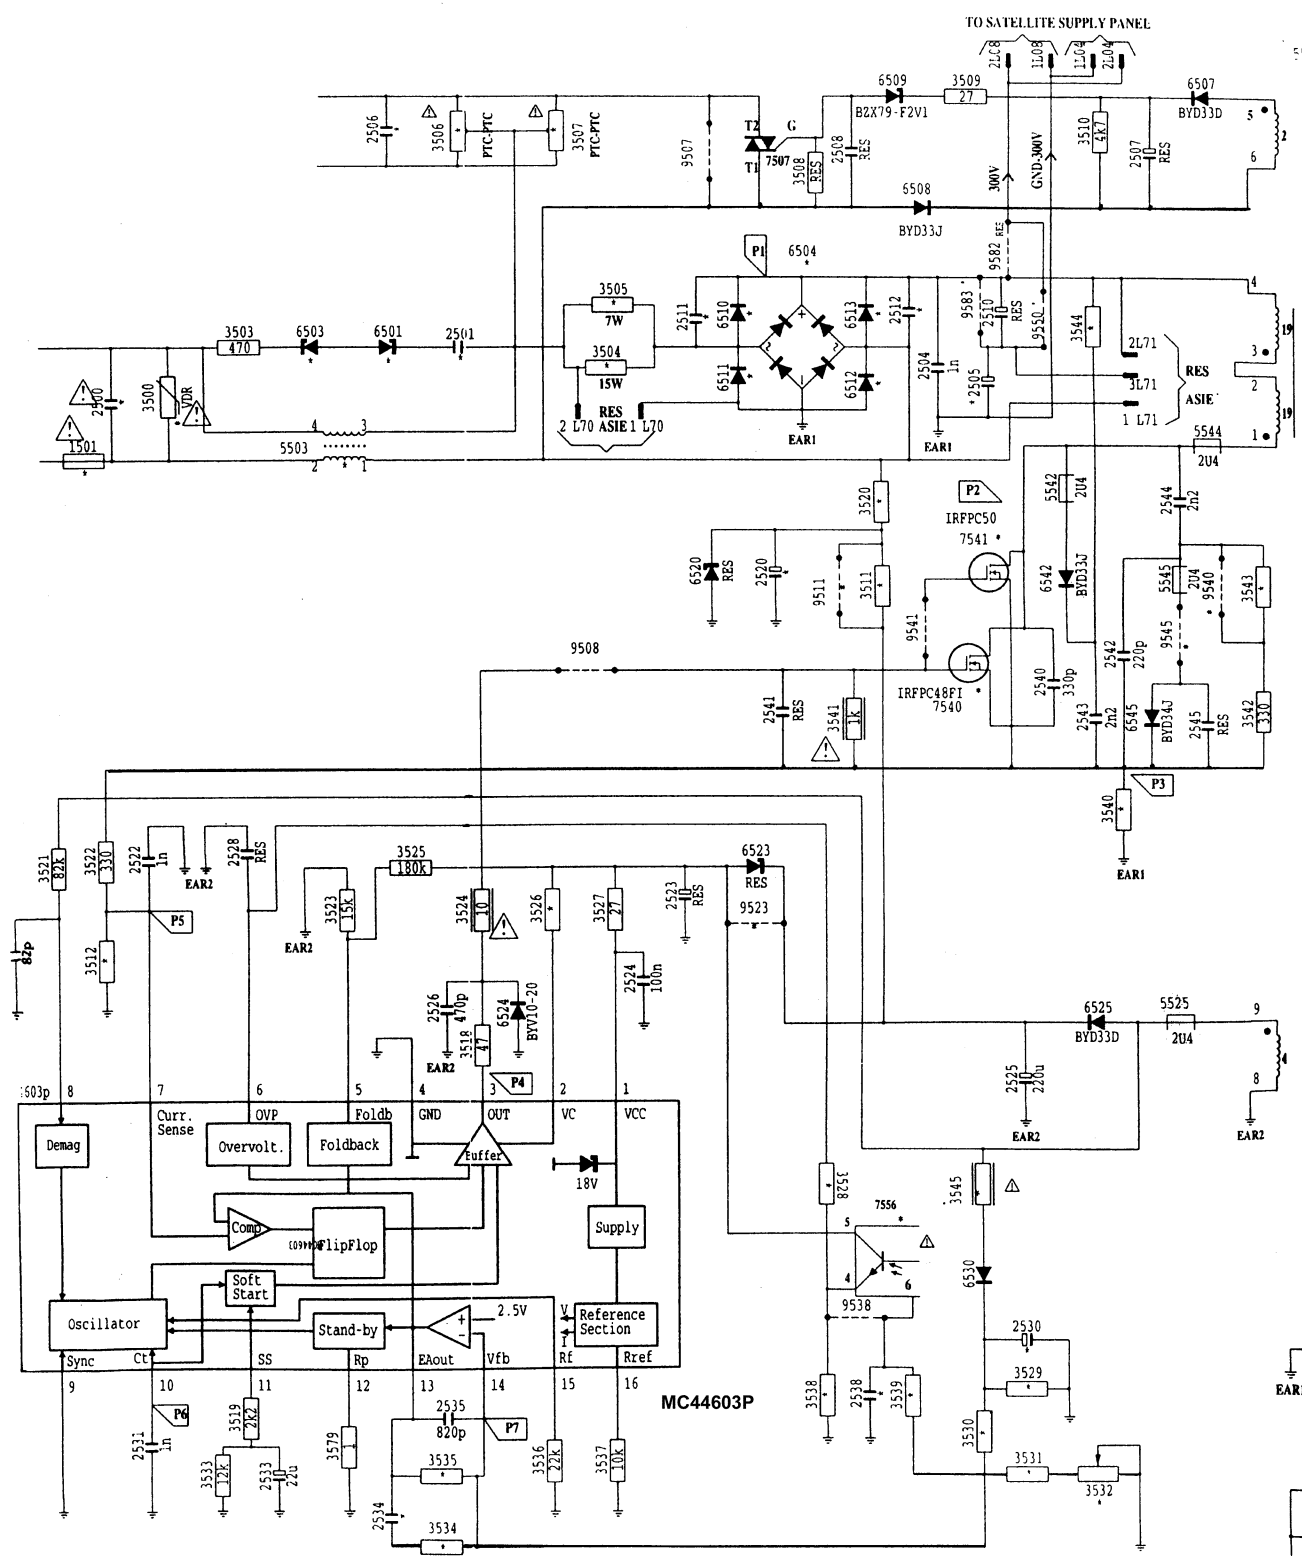 TO SATELLITE SUPPLY PANEL
2LC8
1L08
1L04
2L04
6509
3509
27
6507
BZX79-F2V1
BYD33D
5
2506
3506
PTC-PTC
3507
PTC-PTC
9507
T2
G
T1
7507
3508
RES
2508
RES
3510
4k7
2507
RES
2
6
300V
GND-300V
6508
BYD33J
P1
6504
9582
RES
4
3505
7W
2511
6510
6513
2512
9583
2510
RES
9550
3544
3503
470
6503
6501
2501
19
3
3504
15W
6511
6512
2504
1n
2505
2L71
3L71
1 L71
RES
ASIE
2
19
1
2500
3500
VDR
1501
4
3
5503
2
1
RES
ASIE
2 L70
1 L70
EAR1
EAR1
5544
2U4
3520
P2
IRFPC50
7541
5542
2U4
2544
2n2
6520
RES
2520
9511
3511
6542
BYD33J
5545
2U4
9540
3543
9541
9545
9508
IRFPC48FI
7540
2540
330p
2542
220p
2541
RES
3541
1k
2543
2n2
6545
BYD34J
2545
RES
3542
330
P3
3540
EAR1
3521
82k
3522
330
2522
1n
2528
RES
EAR2
3525
180k
6523
RES
3523
15k
3524
10
3526
3527
27
2523
RES
9523
P5
EAR2
82p
3512
2526
470p
6524
BYV10-20
2524
100n
3518
47
EAR2
6525
BYD33D
5525
2U4
9
4
8
2525
220u
EAR2
EAR2
P4
603p
8
7
6
5
4
3
2
1
Curr.
Sense
OVP
Foldb
GND
OUT
VC
VCC
Demag
Overvolt.
Foldback
Buffer
18V
3528
3545
Comp
FlipFlop
Supply
7556
5
4
6
6530
Soft
Start
9538
Oscillator
Stand-by
2.5V
V
I
Reference
Section
Sync
Ct
SS
Rp
EAout
Vfb
Rf
Rref
9
10
11
12
13
14
15
16
MC44603P
2530
3529
3538
2538
3539
3530
EAR
P6
2531
1n
3519
2k2
3533
12k
2533
22u
3579
1
2535
820p
P7
3535
3536
22k
3537
10k
3531
3532
2534
3534